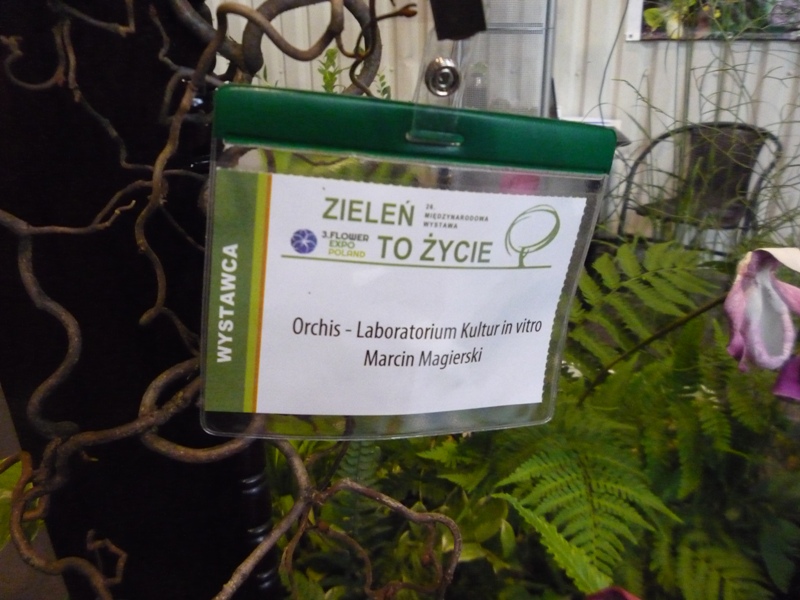 ZIELEŃ
26.
MIĘDZYNARODOWA
WYSTAWA
3.FLOWER
EXPO
POLAND
TO ŻYCIE
WYSTAWCA
Orchis - Laboratorium Kultur in vitro
Marcin Magierski